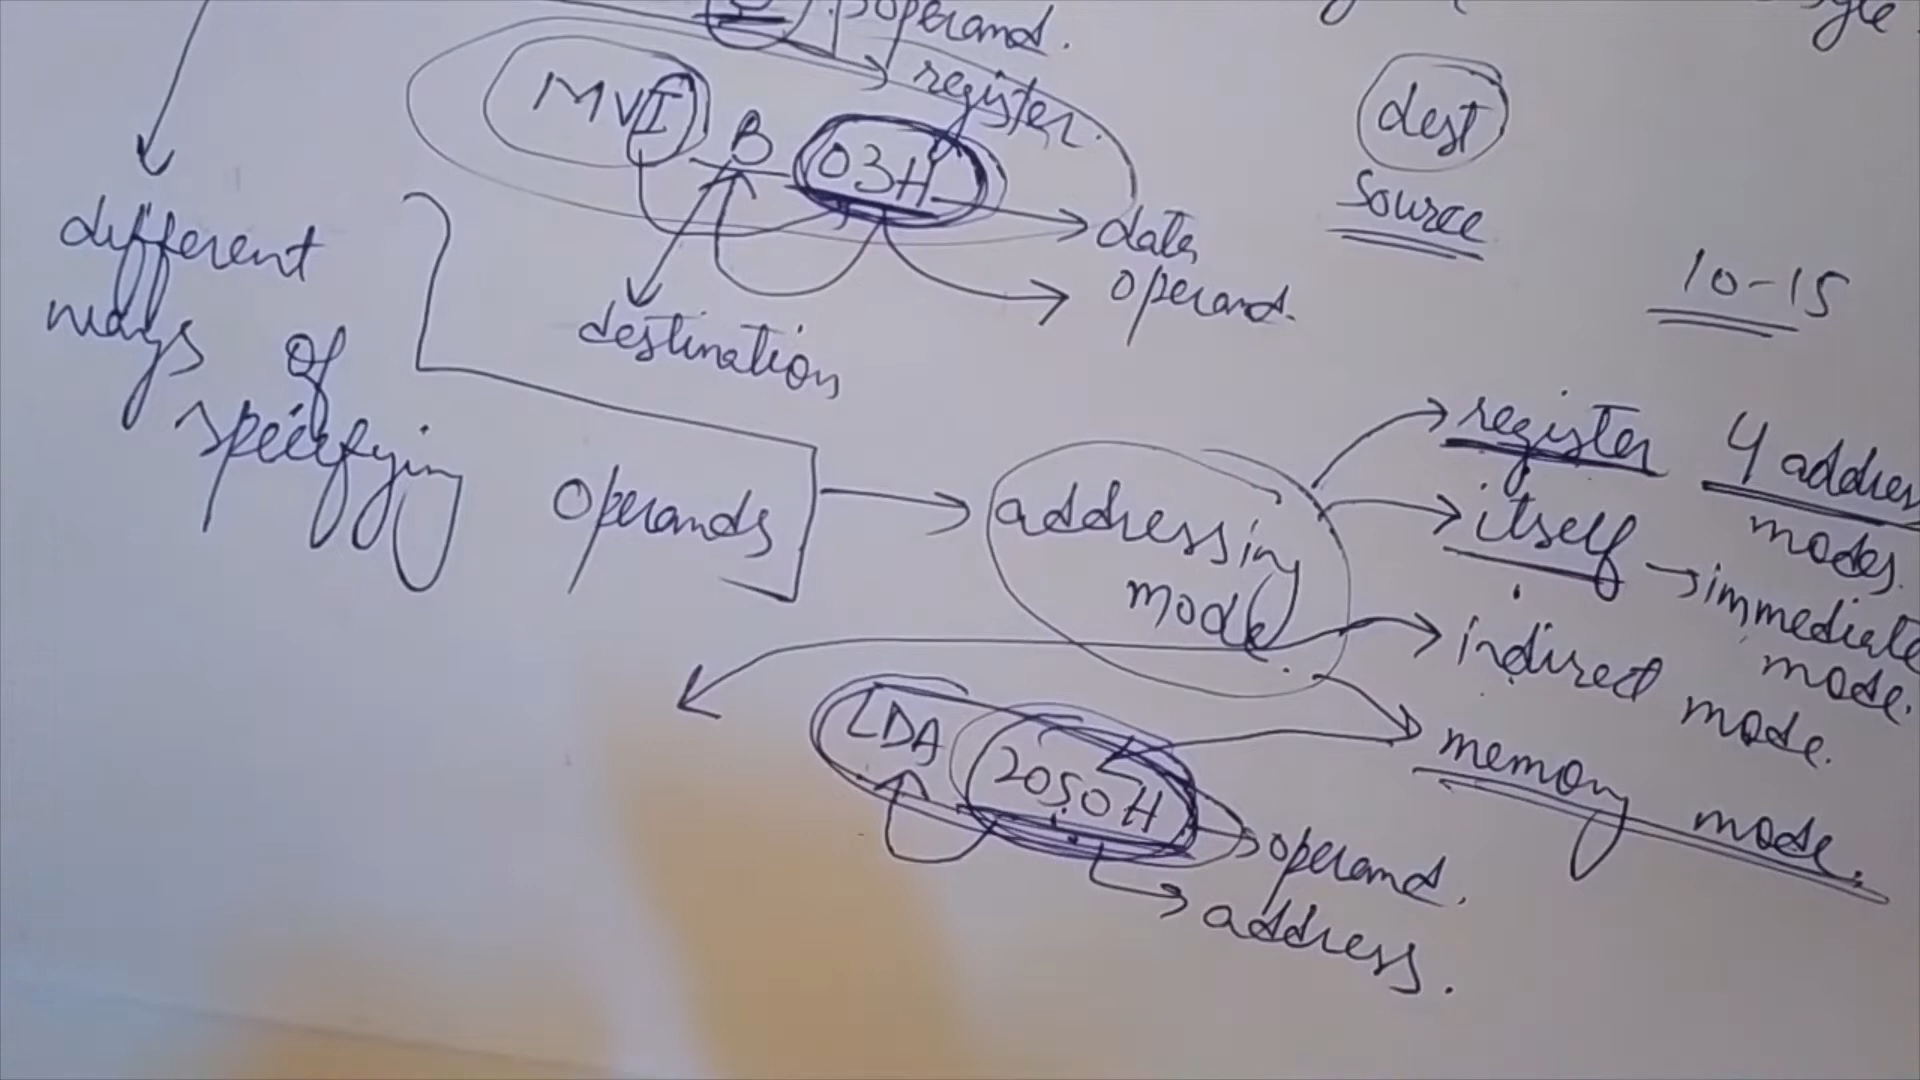 operand.
register.
MVI B 03H
data
operand.
destination
dest
source
10-15
different
ways of
specifying
operands
addressing
mode.
register
itself → immediate
mode.
indirect mode.
memory mode.
4 address
modes.
LDA 2050H
operand.
address.